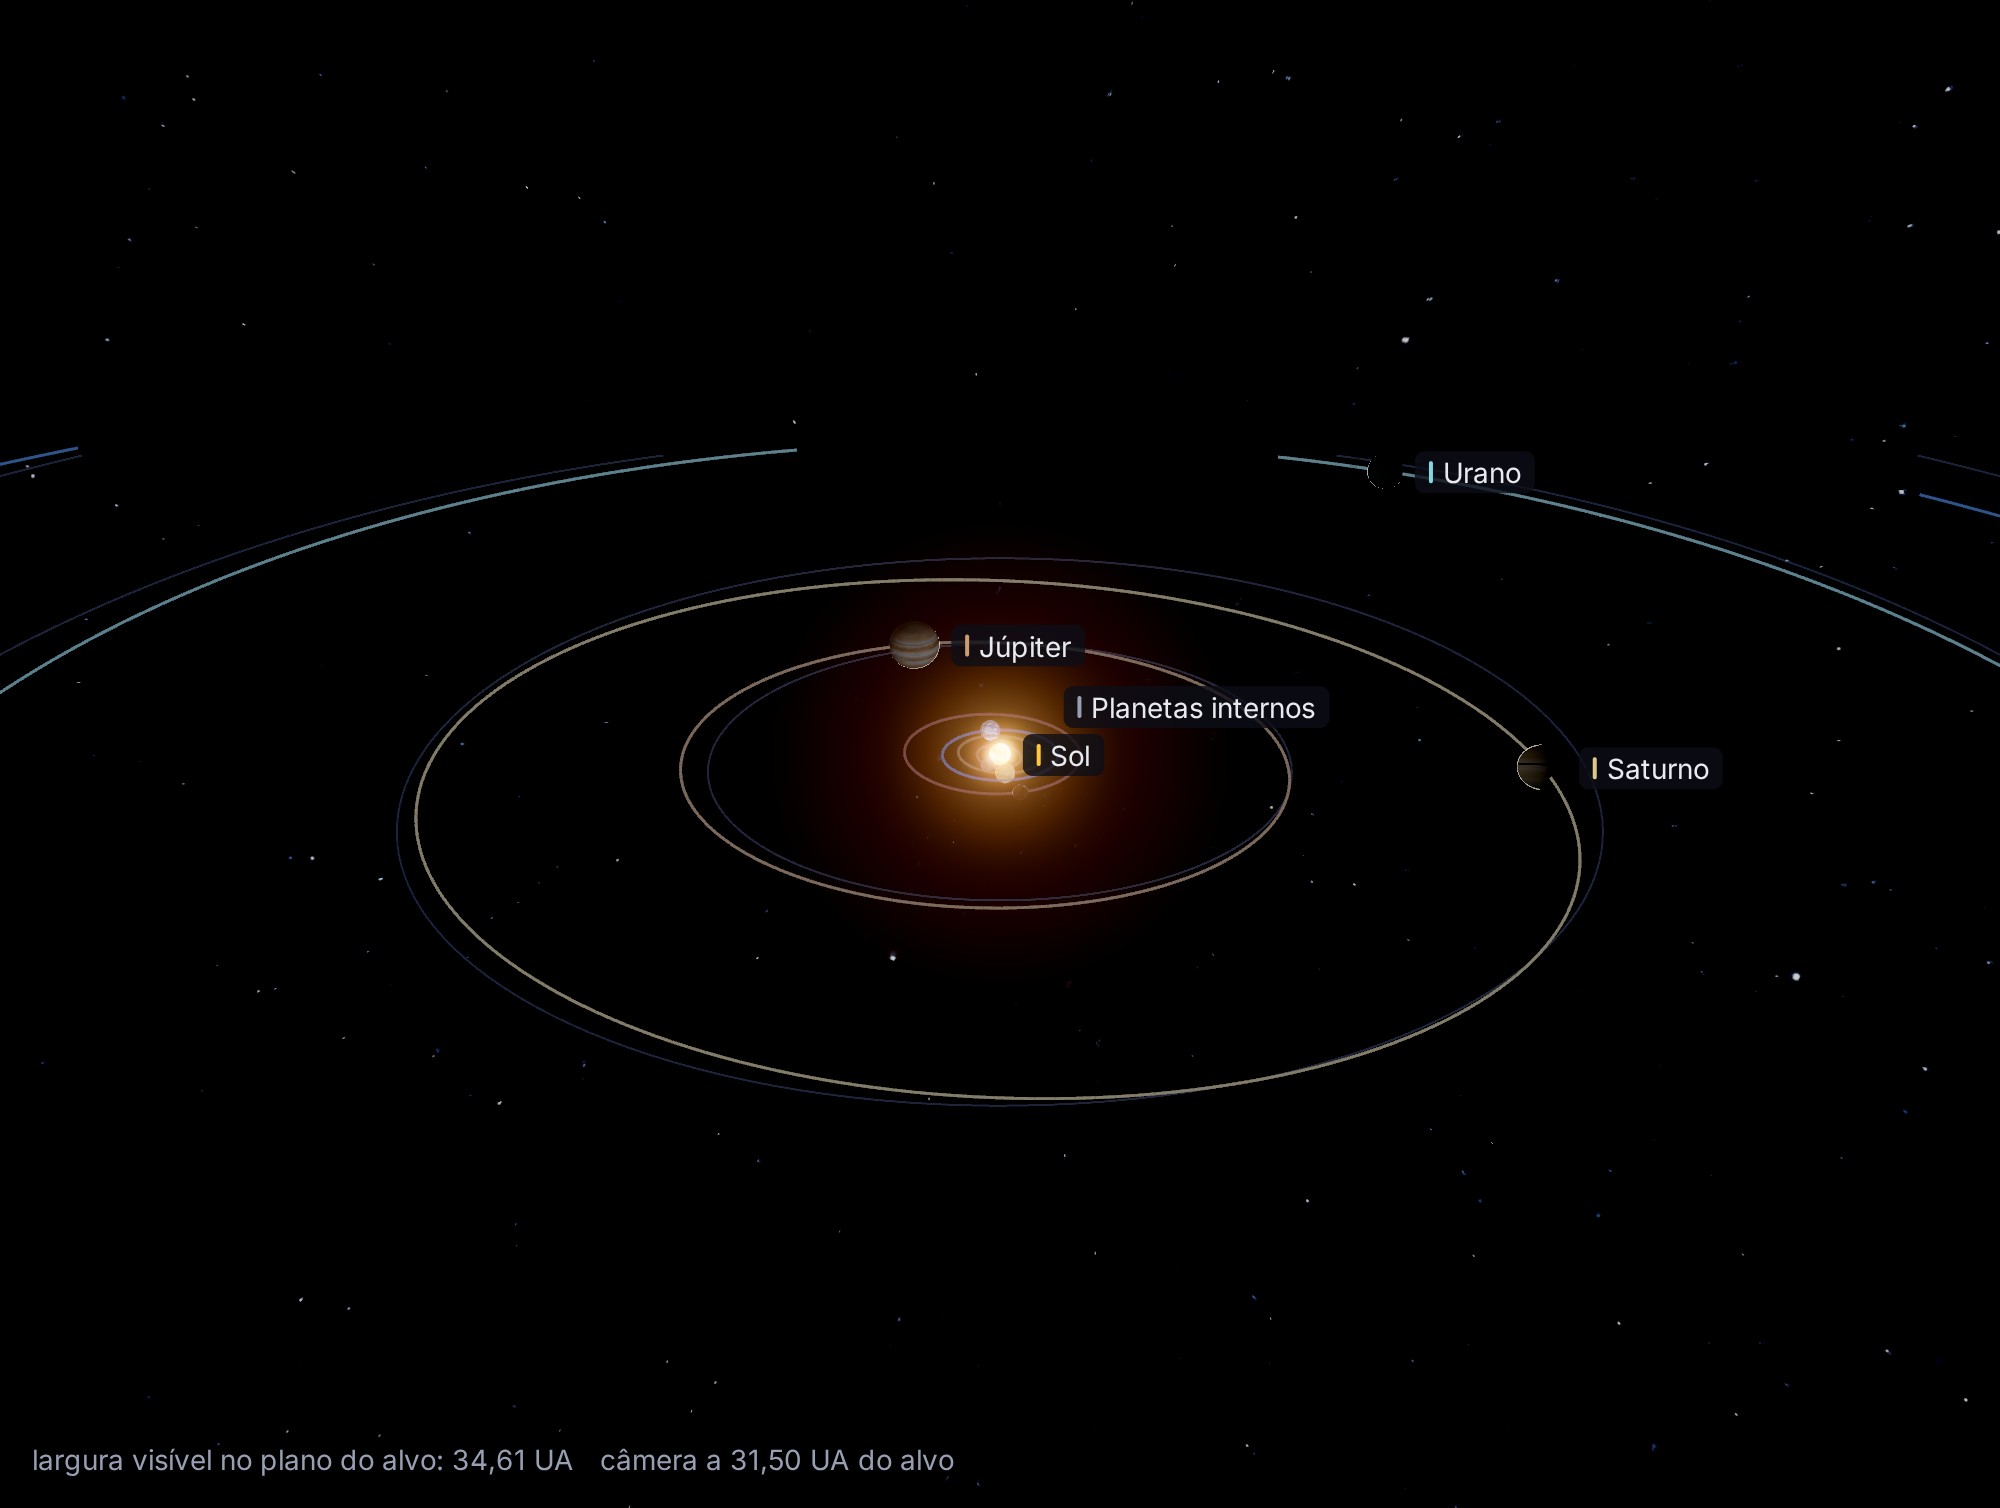 Urano
Júpiter
Planetas internos
Sol
Saturno
largura visível no plano do alvo: 34,61 UA câmera a 31,50 UA do alvo